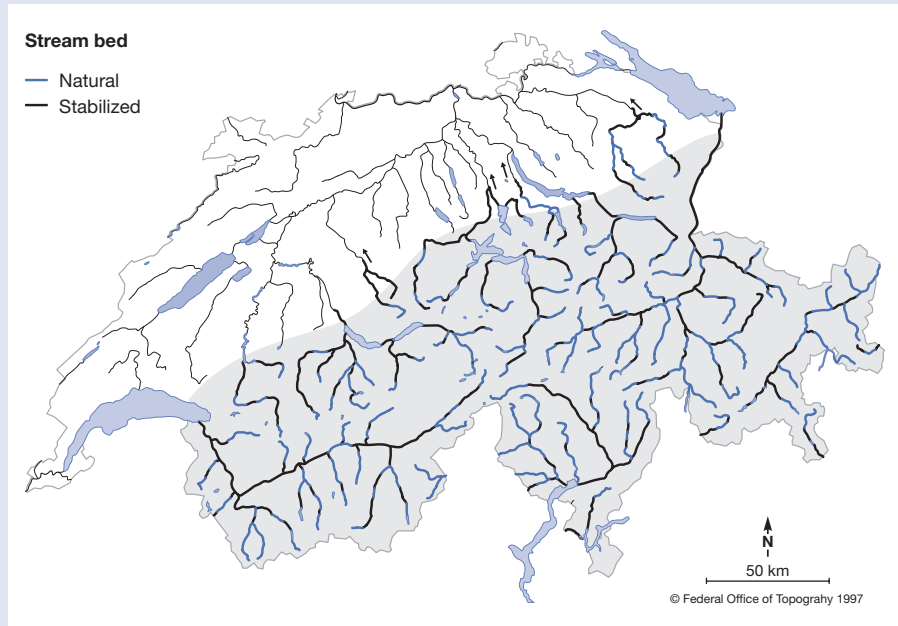 Stream bed
Natural
Stabilized
N
50 km
© Federal Office of Topograhy 1997